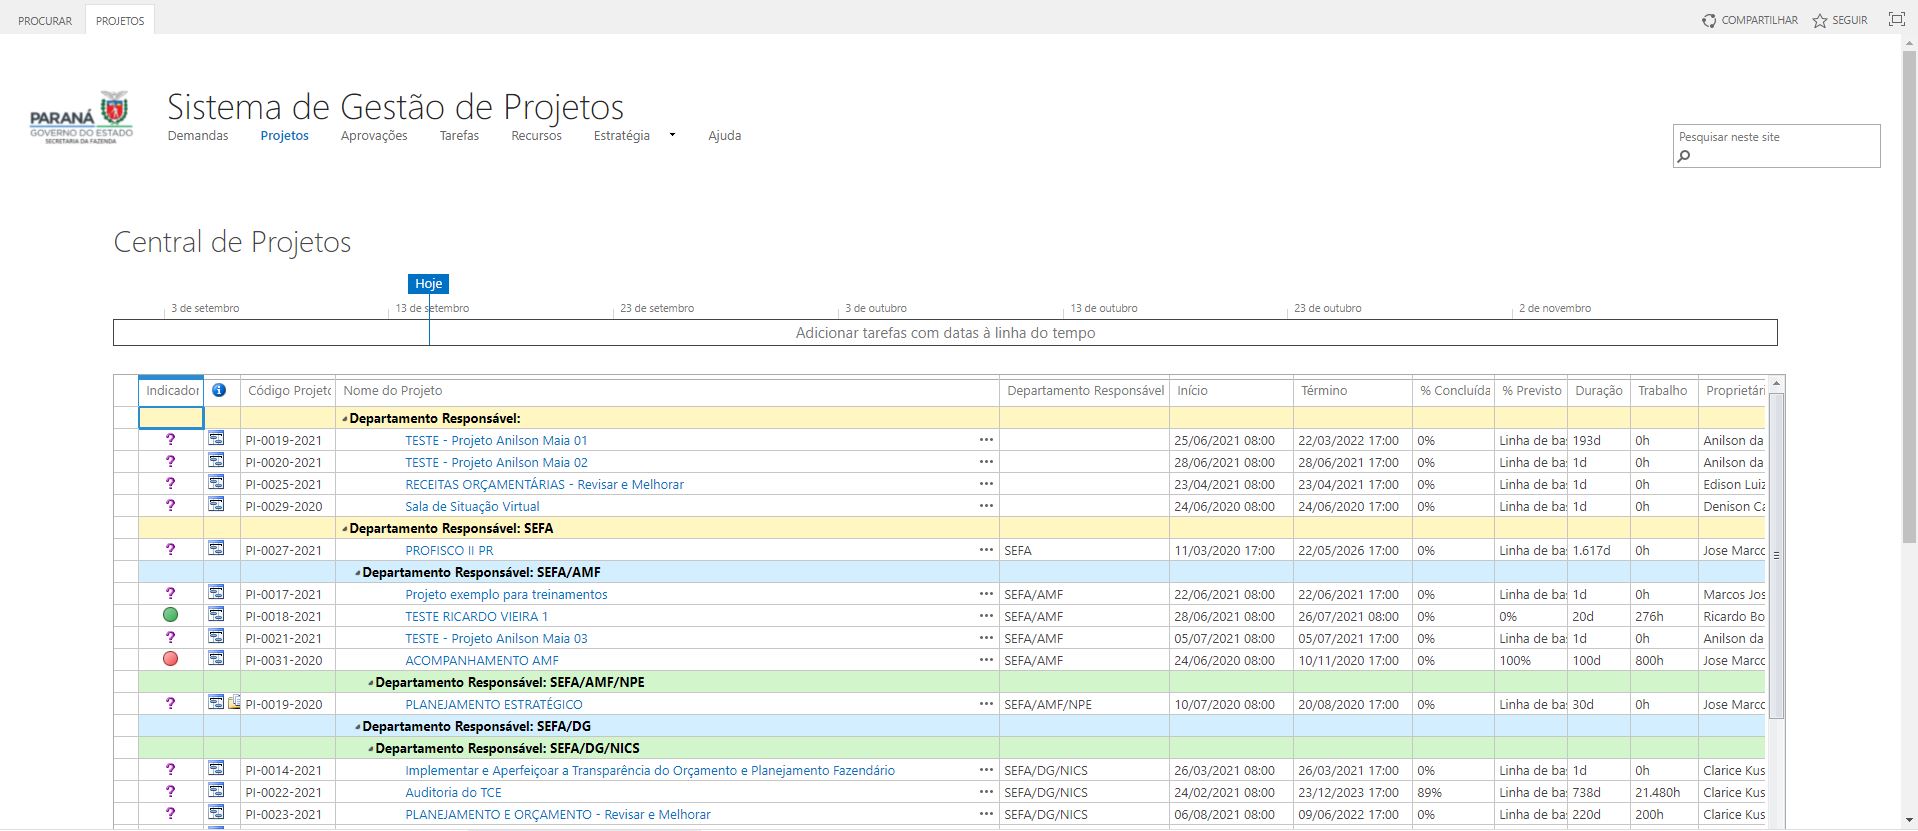 PROCURAR PROJETOS COMPARTILHAR SEGUIR
PARANÁ
GOVERNO DO ESTADO
SECRETARIA DA FAZENDA
Sistema de Gestão de Projetos
Demandas Projetos Aprovações Tarefas Recursos Estratégia Ajuda
Pesquisar neste site
Central de Projetos
Hoje
3 de setembro 13 de setembro 23 de setembro 3 de outubro 13 de outubro 23 de outubro 2 de novembro
Adicionar tarefas com datas à linha do tempo
Indicador Código Projeto Nome do Projeto Departamento Responsável Início Término % Concluída % Previsto Duração Trabalho Proprietári
Departamento Responsável:
? PI-0019-2021 TESTE - Projeto Anilson Maia 01 ... 25/06/2021 08:00 22/03/2022 17:00 0% Linha de ba 193d 0h Anilson da
? PI-0020-2021 TESTE - Projeto Anilson Maia 02 ... 28/06/2021 08:00 28/06/2021 17:00 0% Linha de ba 1d 0h Anilson da
? PI-0025-2021 RECEITAS ORÇAMENTÁRIAS - Revisar e Melhorar ... 23/04/2021 08:00 23/04/2021 17:00 0% Linha de ba 1d 0h Edison Luiz
? PI-0029-2020 Sala de Situação Virtual ... 24/06/2020 08:00 24/06/2020 17:00 0% Linha de ba 1d 0h Denison Ca
Departamento Responsável: SEFA
? PI-0027-2021 PROFISCO II PR ... SEFA 11/03/2020 17:00 22/05/2026 17:00 0% Linha de ba 1.617d 0h Jose Marco
Departamento Responsável: SEFA/AMF
? PI-0017-2021 Projeto exemplo para treinamentos ... SEFA/AMF 22/06/2021 08:00 22/06/2021 17:00 0% Linha de ba 1d 0h Marcos Jos
PI-0018-2021 TESTE RICARDO VIEIRA 1 ... SEFA/AMF 28/06/2021 08:00 26/07/2021 08:00 0% 0% 20d 276h Ricardo Bo
? PI-0021-2021 TESTE - Projeto Anilson Maia 03 ... SEFA/AMF 05/07/2021 08:00 05/07/2021 17:00 0% Linha de ba 1d 0h Anilson da
PI-0031-2020 ACOMPANHAMENTO AMF ... SEFA/AMF 24/06/2020 08:00 10/11/2020 17:00 0% 100% 100d 800h Jose Marco
Departamento Responsável: SEFA/AMF/NPE
? PI-0019-2020 PLANEJAMENTO ESTRATÉGICO ... SEFA/AMF/NPE 10/07/2020 08:00 20/08/2020 17:00 0% Linha de ba 30d 0h Jose Marco
Departamento Responsável: SEFA/DG
Departamento Responsável: SEFA/DG/NICS
? PI-0014-2021 Implementar e Aperfeiçoar a Transparência do Orçamento e Planejamento Fazendário ... SEFA/DG/NICS 26/03/2021 08:00 26/03/2021 17:00 0% Linha de ba 1d 0h Clarice Kus
? PI-0022-2021 Auditoria do TCE ... SEFA/DG/NICS 24/02/2021 08:00 23/12/2023 17:00 89% Linha de ba 738d 21.480h Clarice Kus
? PI-0023-2021 PLANEJAMENTO E ORÇAMENTO - Revisar e Melhorar ... SEFA/DG/NICS 06/08/2021 08:00 09/06/2022 17:00 0% Linha de ba 220d 200h Clarice Kus